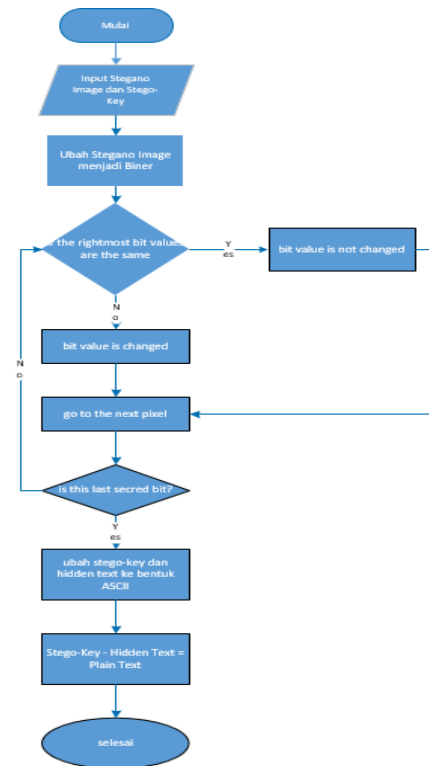 Mulai
Input Stegano
Image dan Stego-
Key
Ubah Stegano Image
menjadi Biner
the rightmost bit values
are the same
Y
es
bit value is not changed
N
o
bit value is changed
N
o
go to the next pixel
is this last secred bit?
Y
es
ubah stego-key dan
hidden text ke bentuk
ASCII
Stego-Key - Hidden Text =
Plain Text
selesai